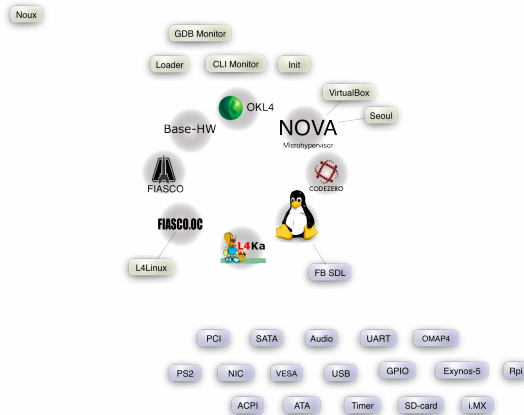 Noux
GDB Monitor
Loader
CLI Monitor
Init
VirtualBox
Seoul
OKL4
Base-HW
NOVA
Microhypervisor
FIASCO
CODEZERO
FIASCO.OC
L4Ka
L4Linux
FB SDL
PCI
SATA
Audio
UART
OMAP4
PS2
NIC
VESA
USB
GPIO
Exynos-5
Rpi
ACPI
ATA
Timer
SD-card
i.MX